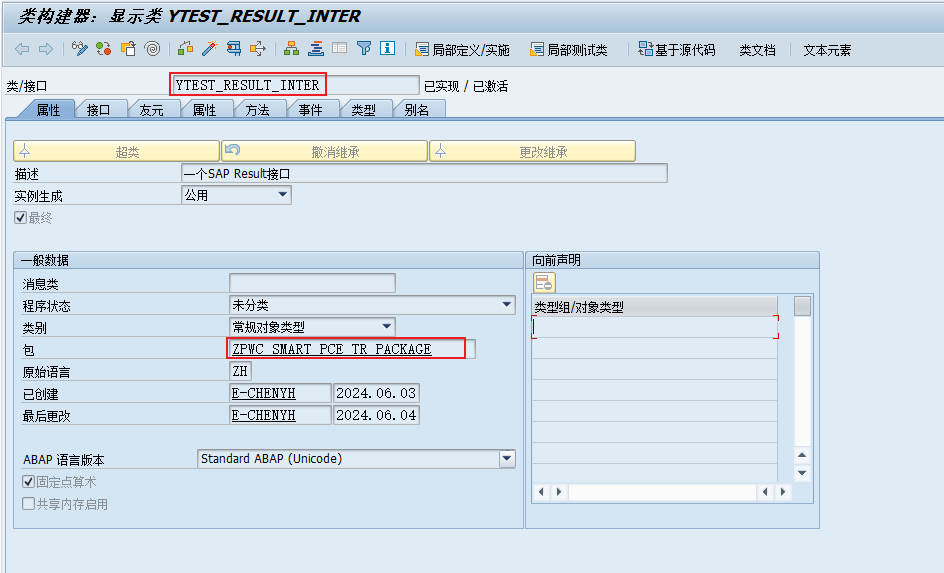 类构建器：显示类 YTEST_RESULT_INTER
局部定义/实施 局部测试类 基于源代码 类文档 文本元素
类/接口 YTEST_RESULT_INTER 已实现 / 已激活
属性 接口 友元 属性 方法 事件 类型 别名
超类 撤消继承 更改继承
描述 一个SAP Result接口
实例生成 公用
最终
一般数据
消息类
程序状态 未分类
类别 常规对象类型
包 ZPWC_SMART_PCE_TR_PACKAGE
原始语言 ZH
已创建 E-CHENYH 2024.06.03
最后更改 E-CHENYH 2024.06.04
ABAP 语言版本 Standard ABAP (Unicode)
固定点算术
共享内存启用
向前声明
类型组/对象类型